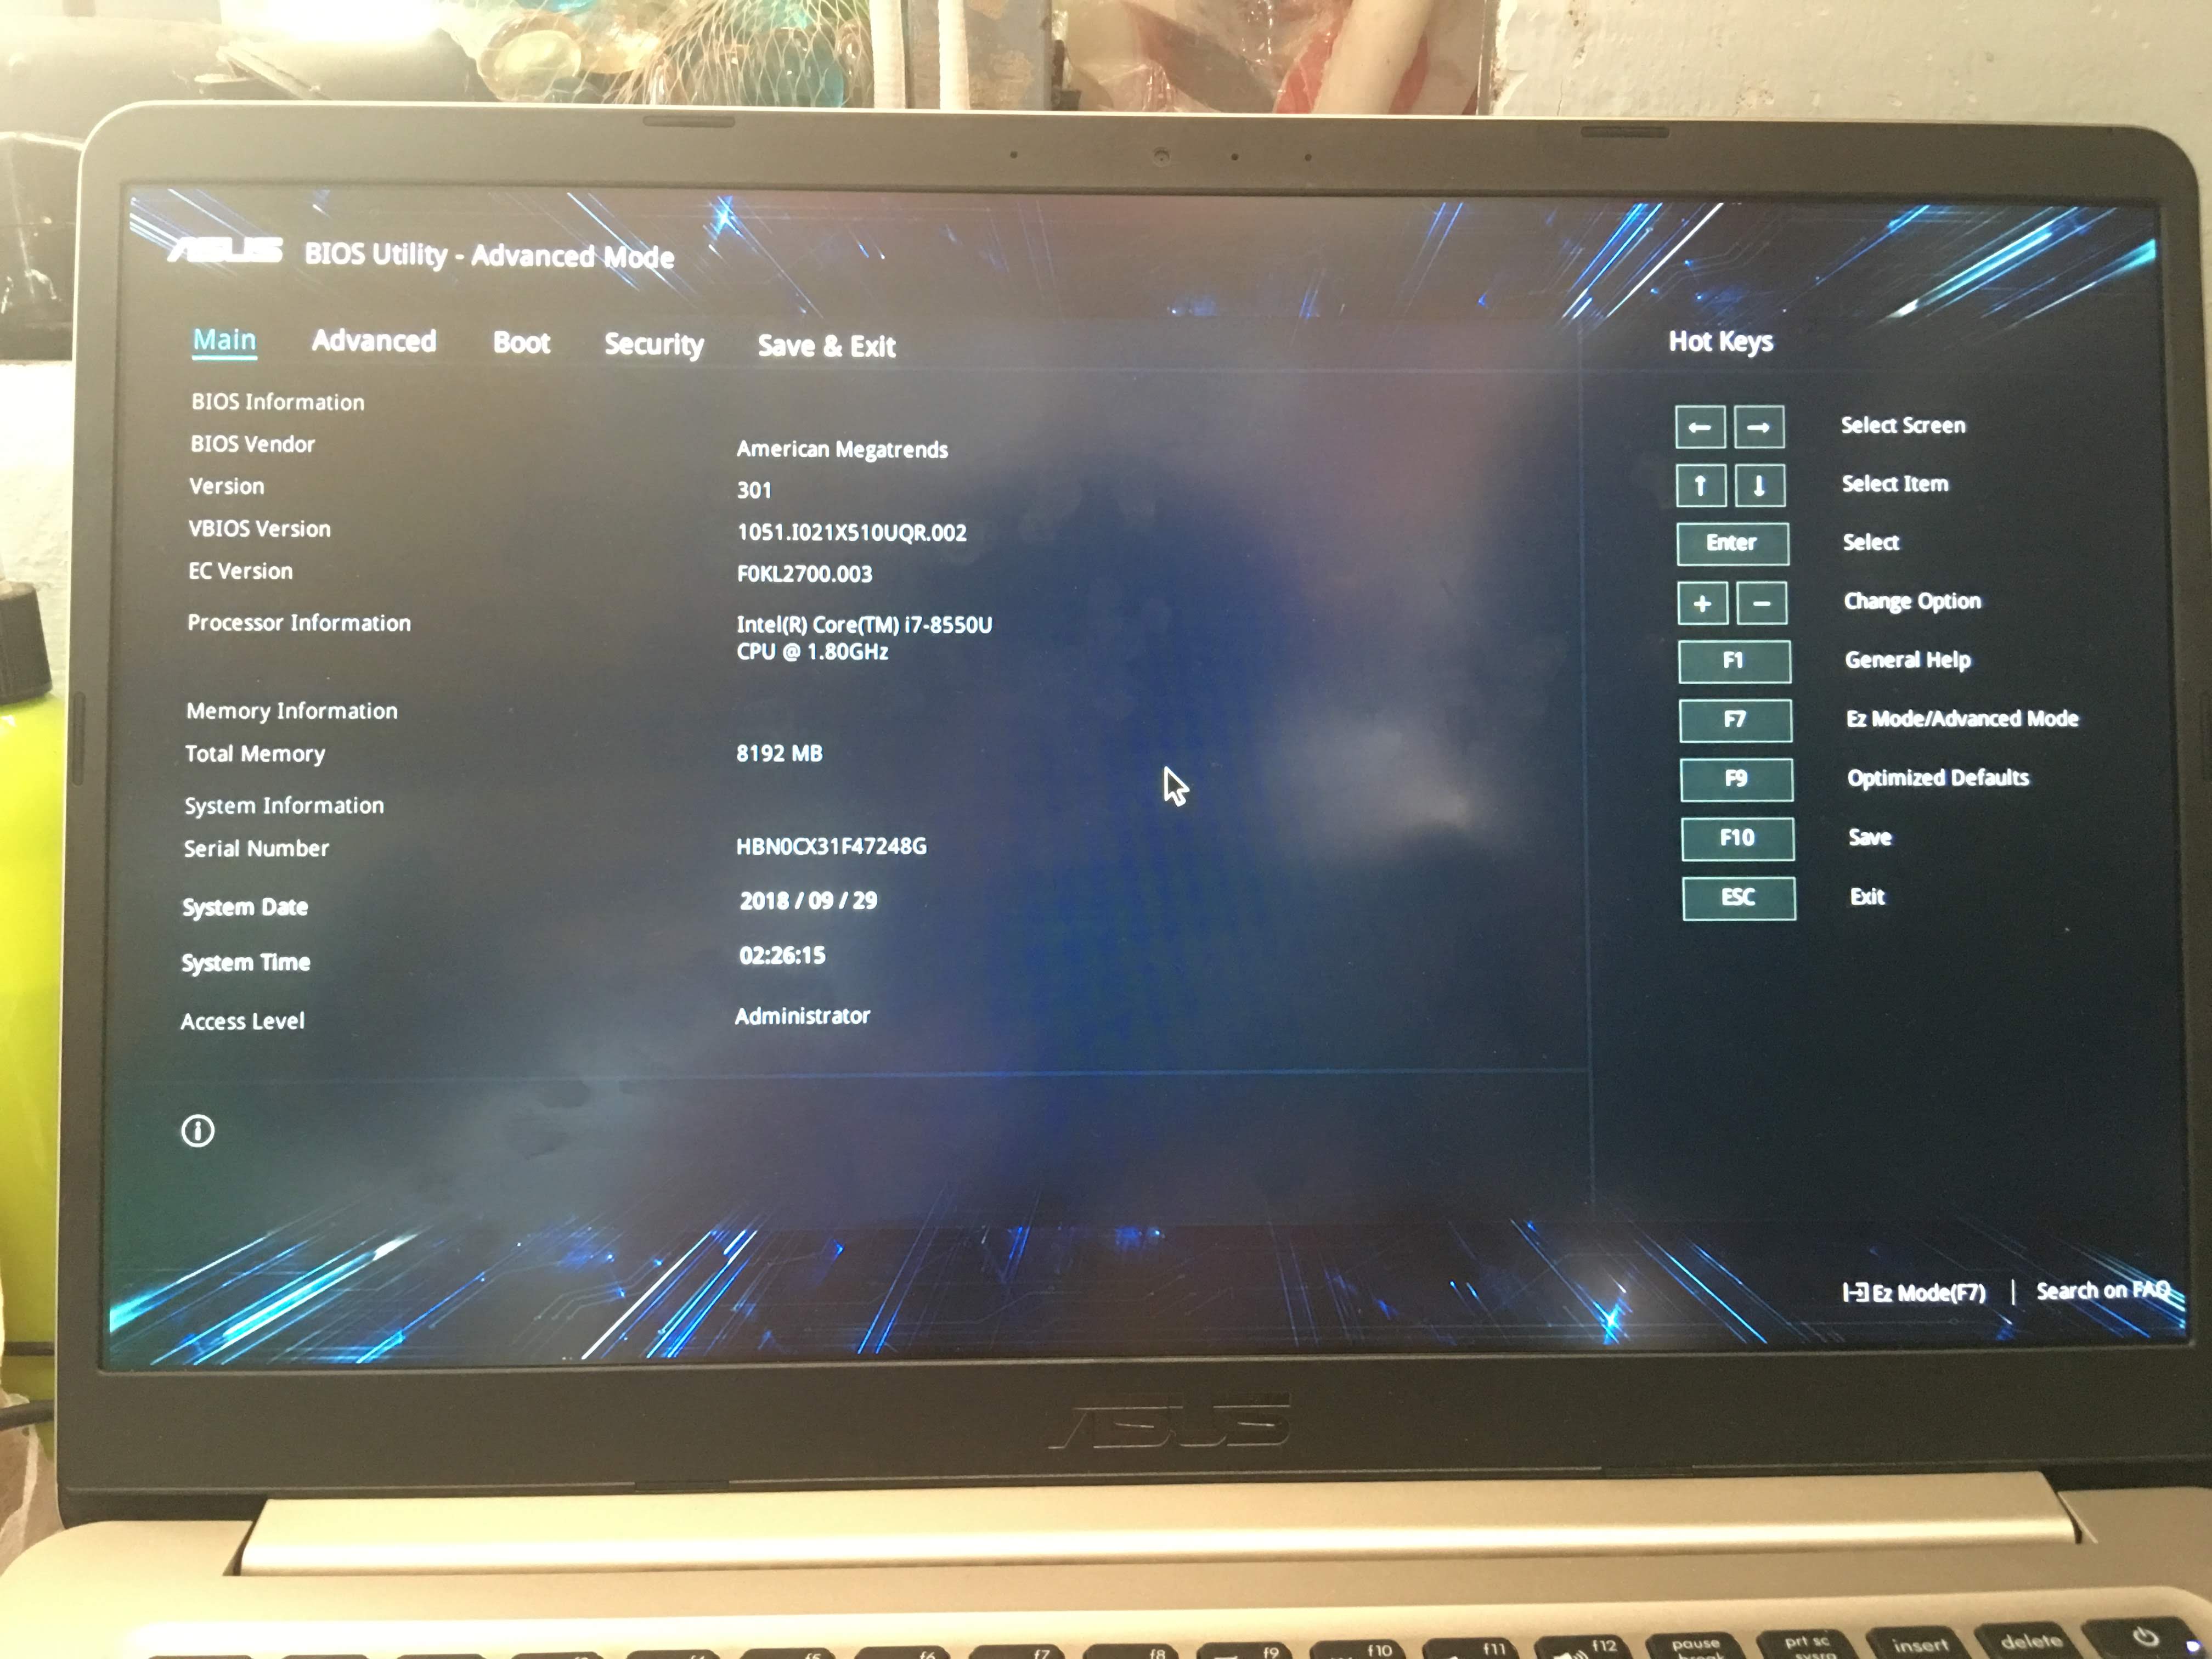 ASUS BIOS Utility - Advanced Mode
Main Advanced Boot Security Save & Exit
BIOS Information
BIOS Vendor American Megatrends
Version 301
VBIOS Version 1051.I021X510UQR.002
EC Version F0KL2700.003
Processor Information Intel(R) Core(TM) i7-8550U
CPU @ 1.80GHz
Memory Information
Total Memory 8192 MB
System Information
Serial Number HBN0CX31F47248G
System Date 2018 / 09 / 29
System Time 02:26:15
Access Level Administrator
Hot Keys
← → Select Screen
↑ ↓ Select Item
Enter Select
+ - Change Option
F1 General Help
F7 Ez Mode/Advanced Mode
F9 Optimized Defaults
F10 Save
ESC Exit
Ez Mode(F7) | Search on FAQ
ASUS
f7 f8 f9 f10 f11 f12 pause prt sc insert delete